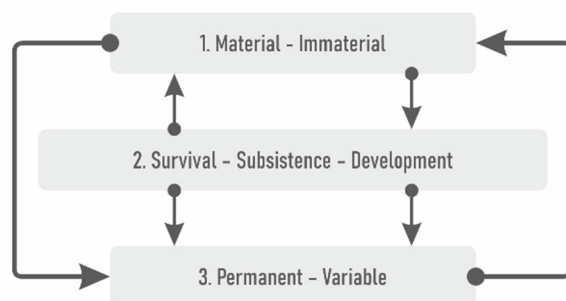 1. Material - Immaterial
2. Survival - Subsistence - Development
3. Permanent - Variable